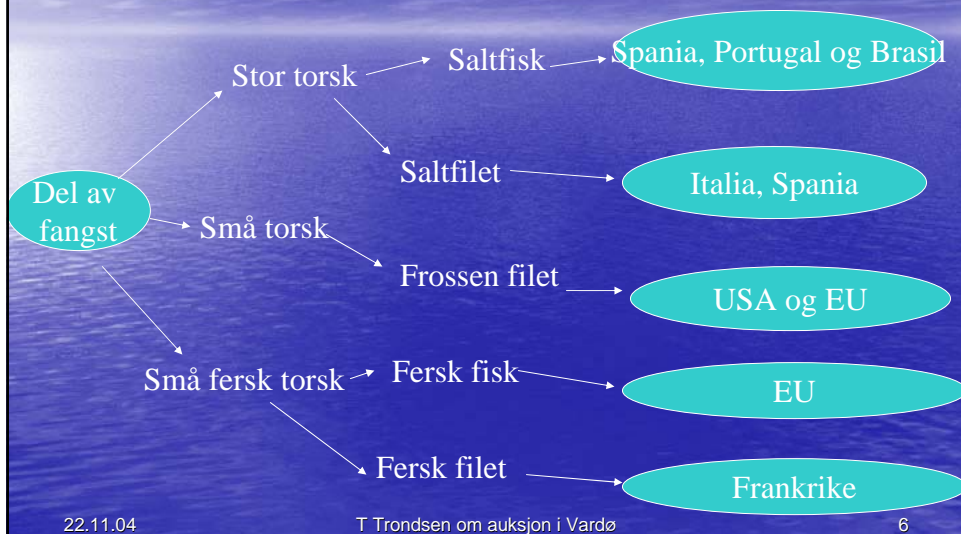 Del av
fangst
Stor torsk
Saltfisk
Spania, Portugal og Brasil
Saltfilet
Italia, Spania
Små torsk
Frossen filet
USA og EU
Små fersk torsk
Fersk fisk
EU
Fersk filet
Frankrike
22.11.04
T Trondsen om auksjon i Vardø
6